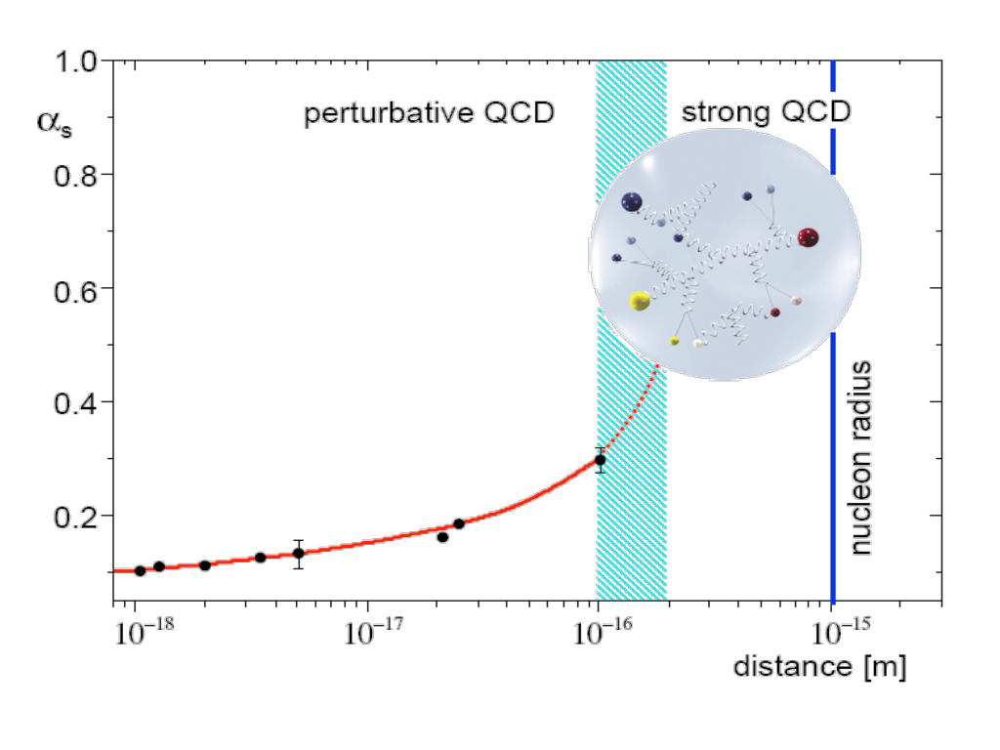 1.0
αs
perturbative QCD
strong QCD
0.8
0.6
0.4
0.2
nucleon radius
10⁻¹⁸
10⁻¹⁷
10⁻¹⁶
10⁻¹⁵
distance [m]